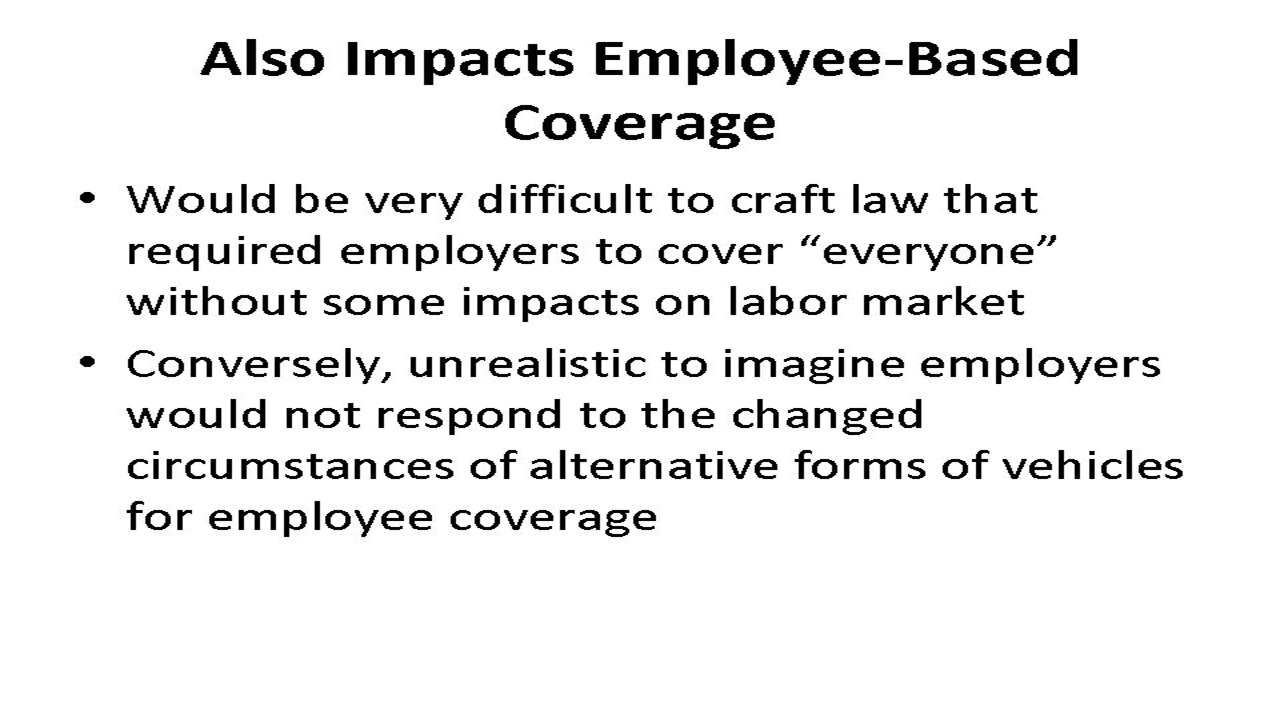 Also Impacts Employee-Based
Coverage
• Would be very difficult to craft law that
required employers to cover “everyone”
without some impacts on labor market
• Conversely, unrealistic to imagine employers
would not respond to the changed
circumstances of alternative forms of vehicles
for employee coverage